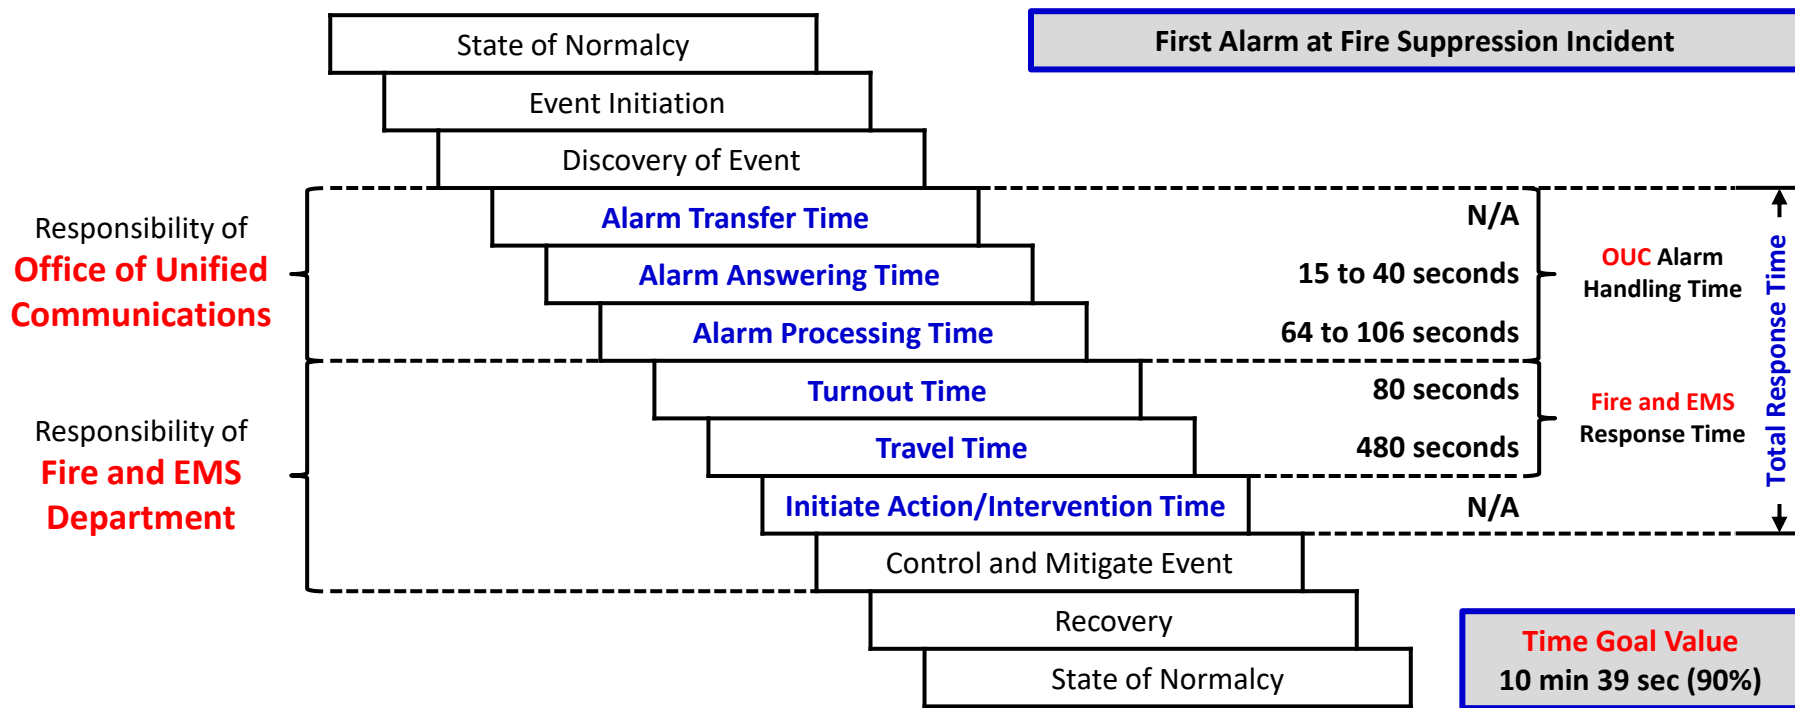 State of Normalcy
First Alarm at Fire Suppression Incident
Event Initiation
Discovery of Event
Responsibility of
Office of Unified
Communications
Alarm Transfer Time
N/A
Alarm Answering Time
15 to 40 seconds
Alarm Processing Time
64 to 106 seconds
OUC Alarm
Handling Time
Total Response Time
Responsibility of
Fire and EMS
Department
Turnout Time
80 seconds
Travel Time
480 seconds
Fire and EMS
Response Time
Initiate Action/Intervention Time
N/A
Control and Mitigate Event
Recovery
State of Normalcy
Time Goal Value
10 min 39 sec (90%)